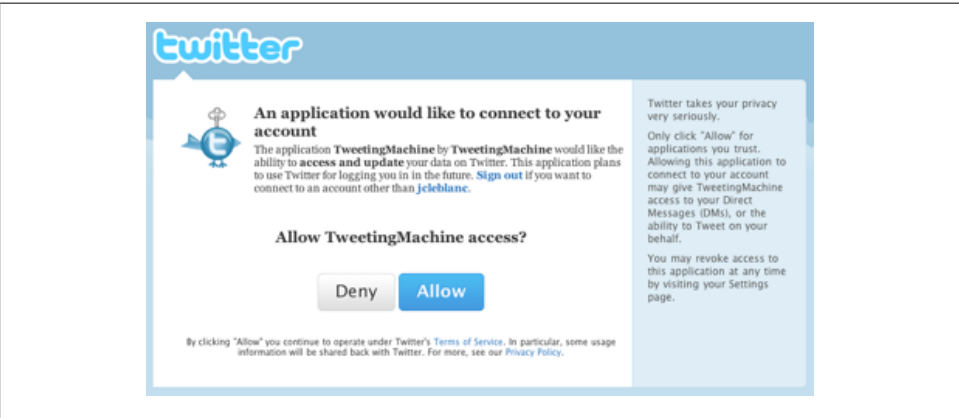 twitter
An application would like to connect to your
account
The application TweetingMachine by TweetingMachine would like the
ability to access and update your data on Twitter. This application plans
to use Twitter for logging you in in the future. Sign out if you want to
connect to an account other than jcleblanc.
Allow TweetingMachine access?
Deny Allow
By clicking "Allow" you continue to operate under Twitter's Terms of Service. In particular, some usage
information will be shared back with Twitter. For more, see our Privacy Policy.
Twitter takes your privacy
very seriously.
Only click "Allow" for
applications you trust.
Allowing this application to
connect to your account
may give TweetingMachine
access to your Direct
Messages (DMs), or the
ability to Tweet on your
behalf.
You may revoke access to
this application at any time
by visiting your Settings
page.